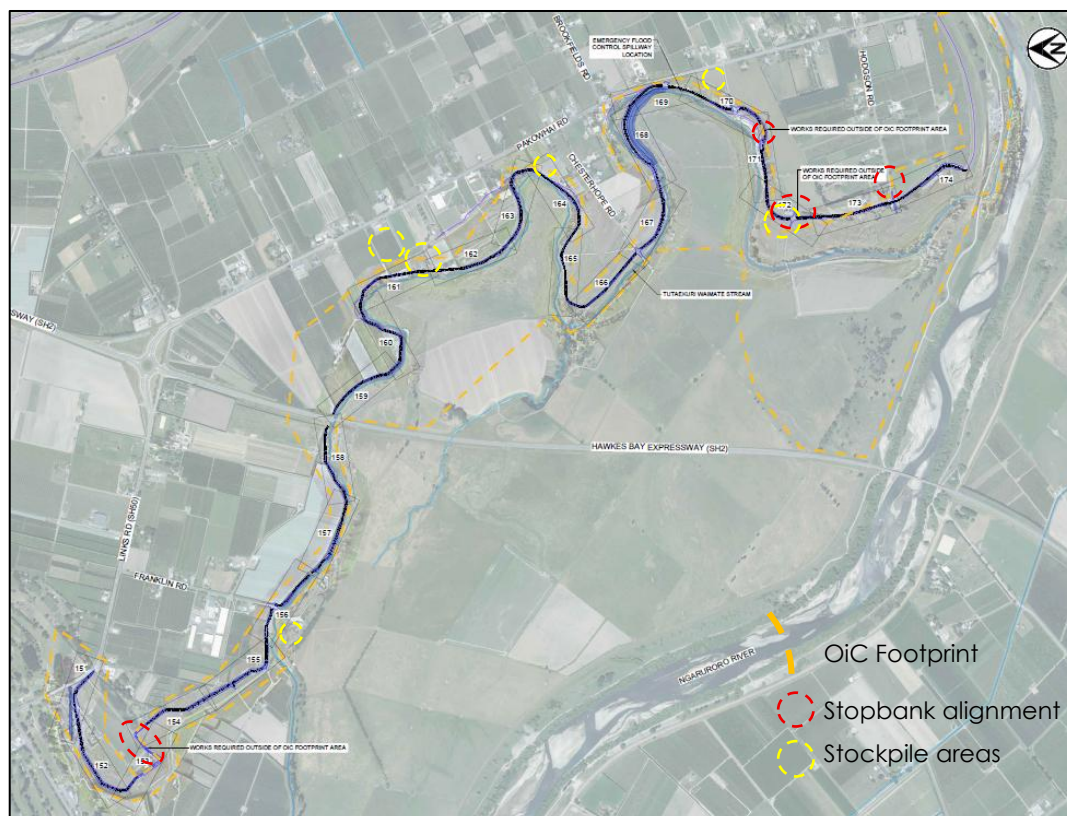 BROOKFIELDS RD
EMERGENCY FLOOD
CONTROL SPILLWAY
LOCATION
N
HODGSON RD
169
170
PAKOWHAI RD
168
WORKS REQUIRED OUTSIDE OF OIC FOOTPRINT AREA
171
CHESTERHOPE RD
WORKS REQUIRED OUTSIDE
OF OIC FOOTPRINT AREA
174
164
163
172
173
167
162
165
161
166
TUTAEKURI WAIMATE STREAM
SWAY (SH2)
160
159
HAWKES BAY EXPRESSWAY (SH2)
158
LINKS RD (SH50)
157
FRANKLIN RD
156
155
151
NGARURORO RIVER
OiC Footprint
154
Stopbank alignment
WORKS REQUIRED OUTSIDE OF OIC FOOTPRINT AREA
152
153
Stockpile areas